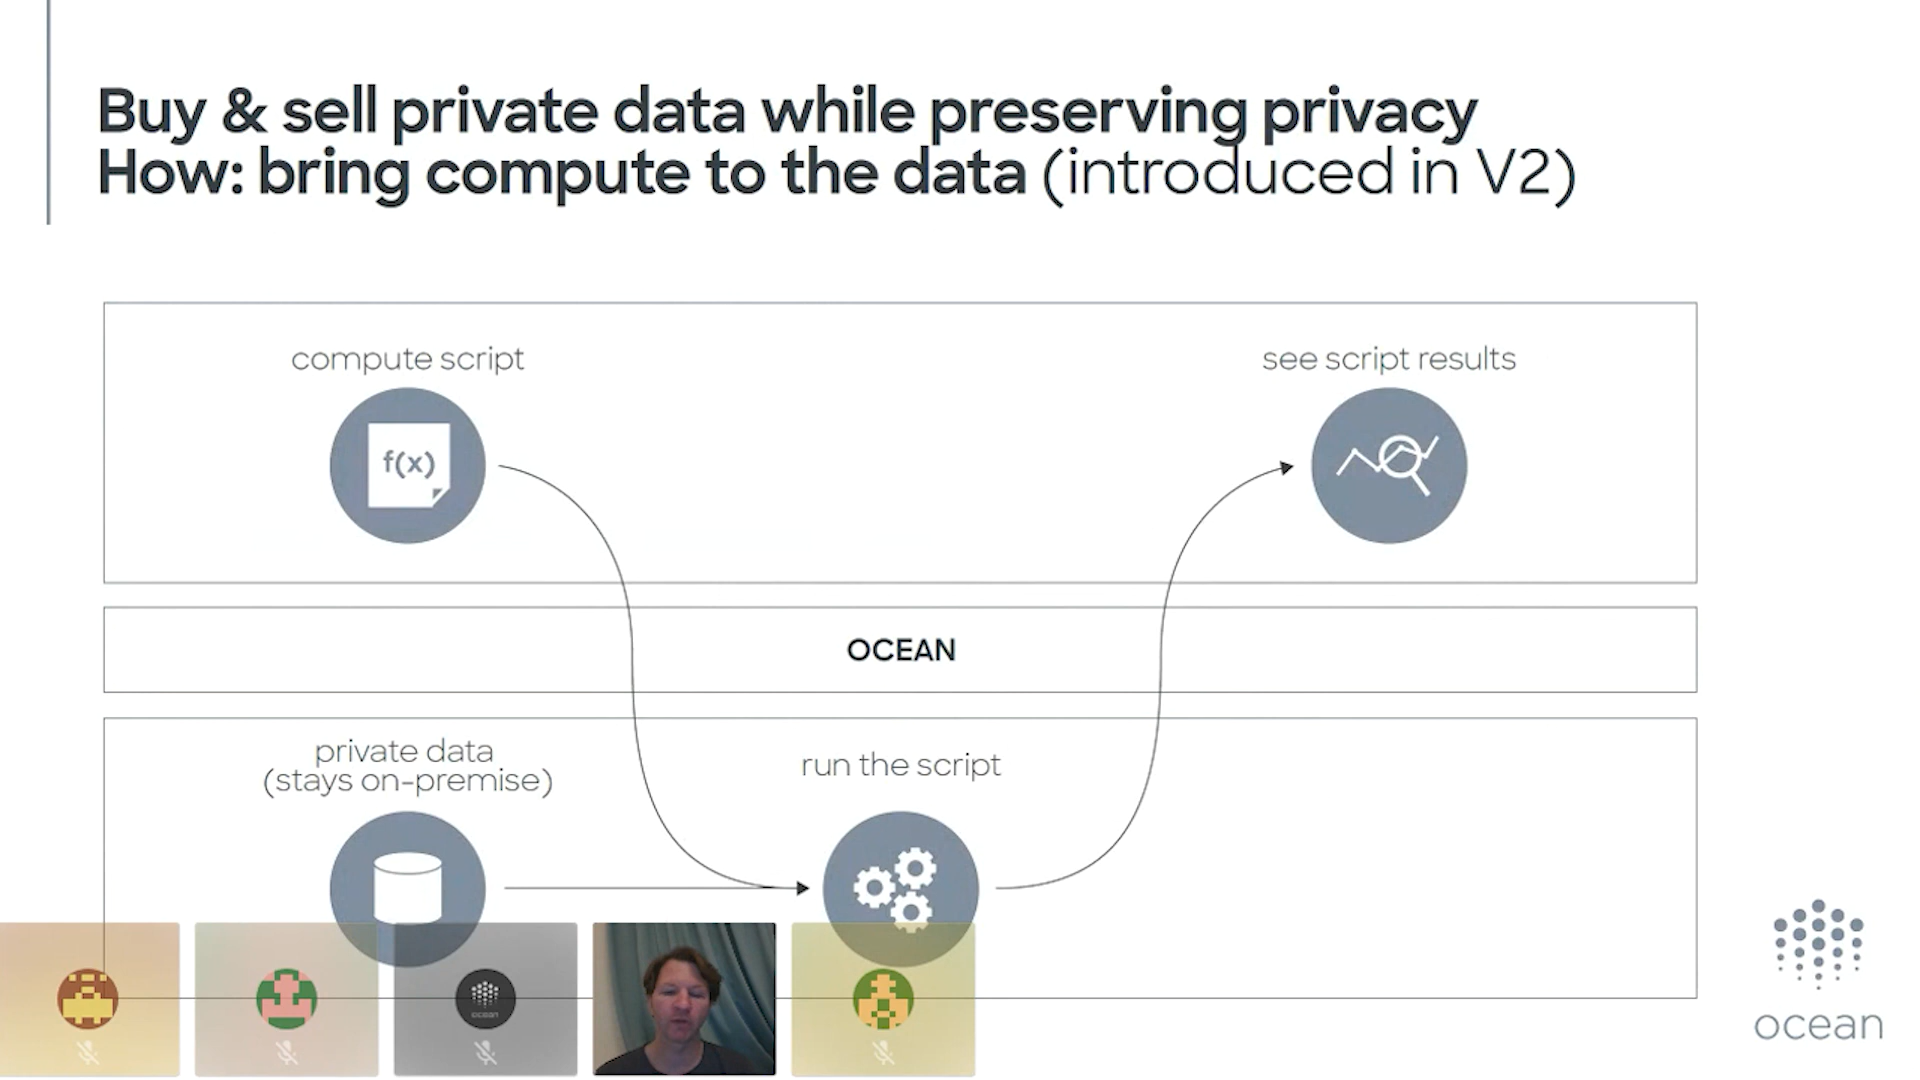 Buy & sell private data while preserving privacy
How: bring compute to the data (introduced in V2)
compute script
see script results
f(x)
OCEAN
private data
(stays on-premise)
run the script
ocean
ocean